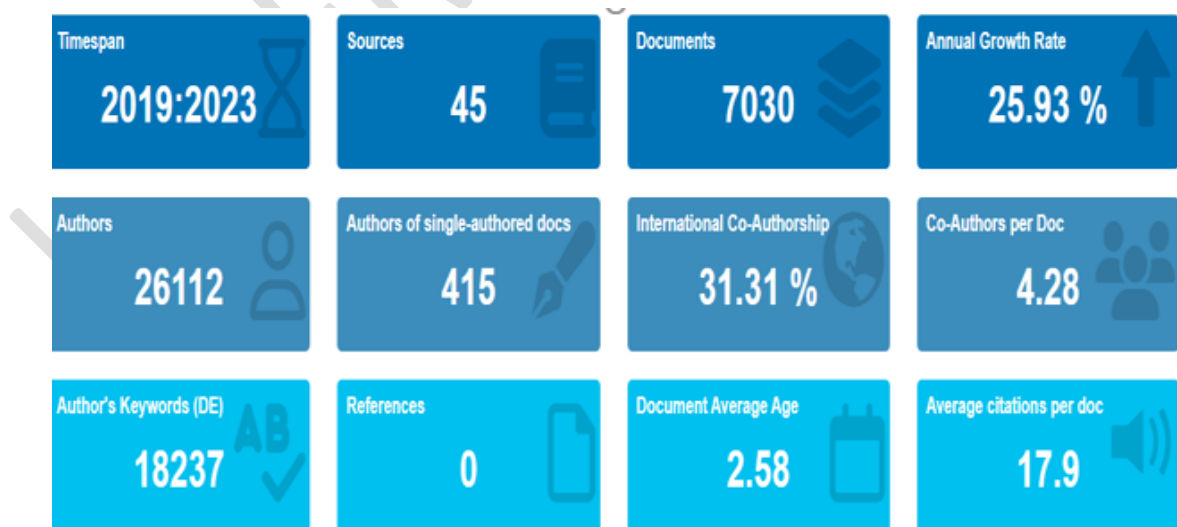 Timespan
2019:2023
Sources
45
Documents
7030
Annual Growth Rate
25.93 %
Authors
26112
Authors of single-authored docs
415
International Co-Authorship
31.31 %
Co-Authors per Doc
4.28
Author's Keywords (DE)
18237
AB
References
0
Document Average Age
2.58
Average citations per doc
17.9